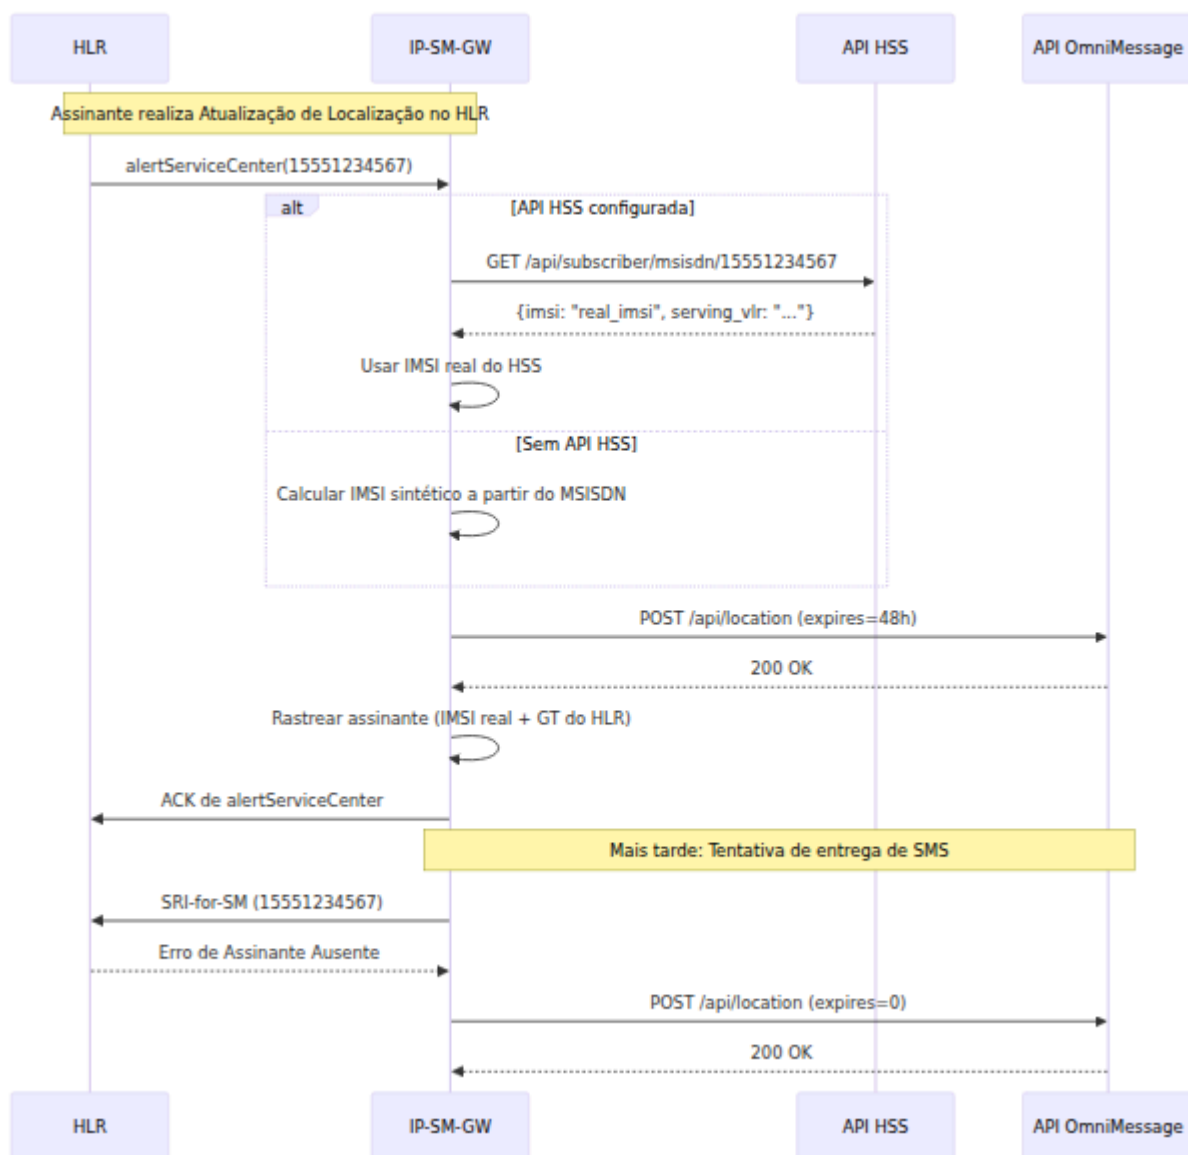 HLR
IP-SM-GW
API HSS
API OmniMessage
Assinante realiza Atualização de Localização no HLR
alertServiceCenter(15551234567)
alt
[API HSS configurada]
GET /api/subscriber/msisdn/15551234567
{imsi: "real_imsi", serving_vlr: "..."}
Usar IMSI real do HSS
[Sem API HSS]
Calcular IMSI sintético a partir do MSISDN
POST /api/location (expires=48h)
200 OK
Rastrear assinante (IMSI real + GT do HLR)
ACK de alertServiceCenter
Mais tarde: Tentativa de entrega de SMS
SRI-for-SM (15551234567)
Erro de Assinante Ausente
POST /api/location (expires=0)
200 OK
HLR
IP-SM-GW
API HSS
API OmniMessage